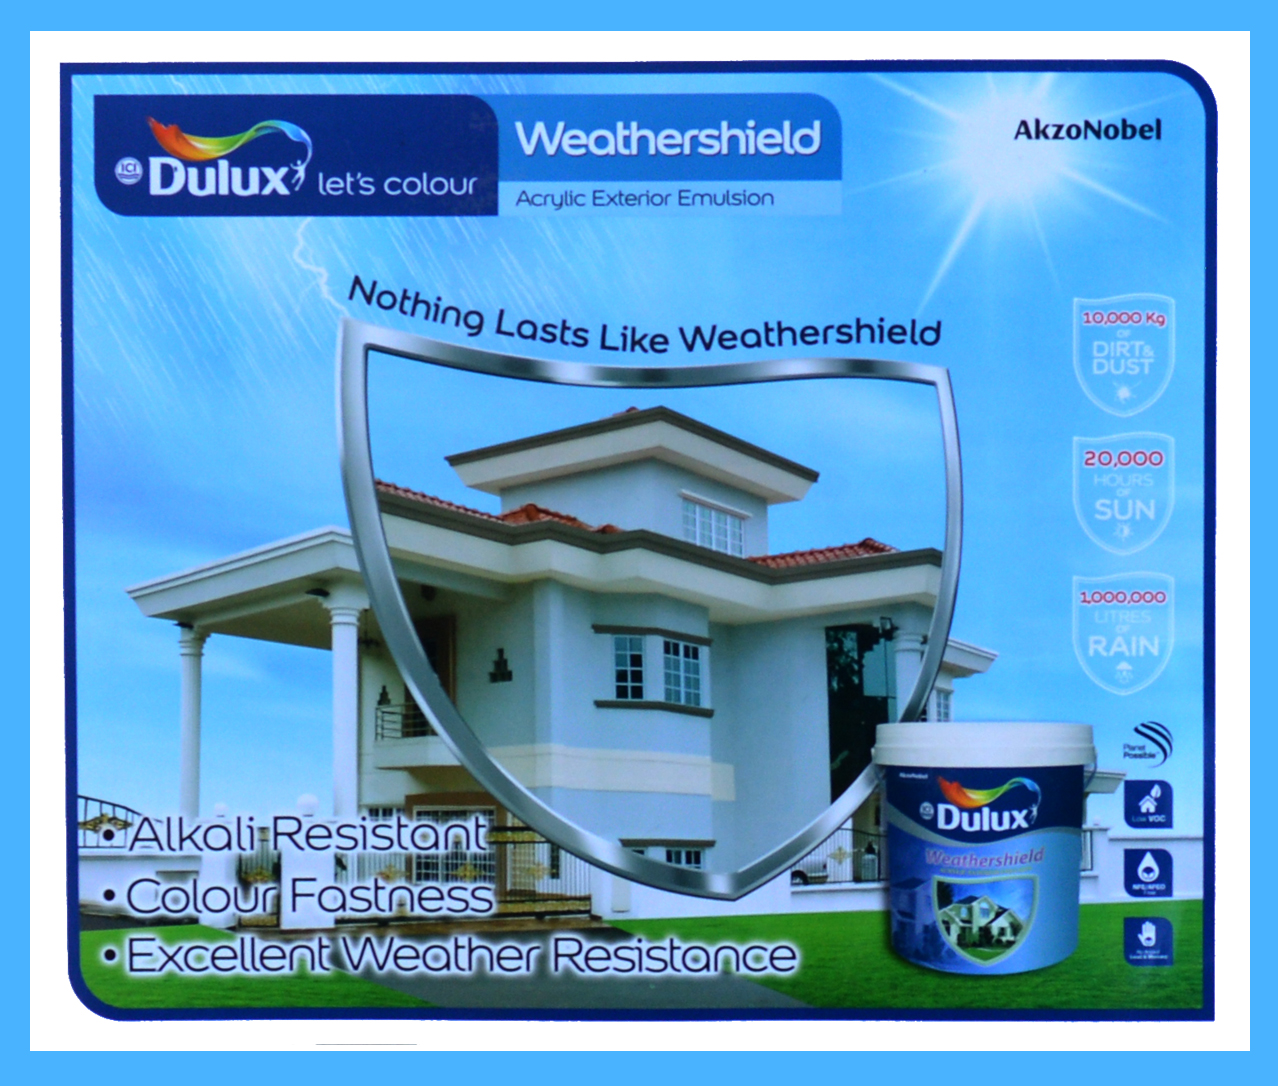 ICI
Dulux let's colour
Weathershield
Acrylic Exterior Emulsion
AkzoNobel
Nothing Lasts Like Weathershield
10,000 Kg
OF
DIRT&
DUST
20,000
HOURS
OF
SUN
1,000,000
LITRES
OF
RAIN
Planet
Possible
Low VOC
AkzoNobel
Dulux
Weathershield
• Alkali Resistant
• Colour Fastness
• Excellent Weather Resistance